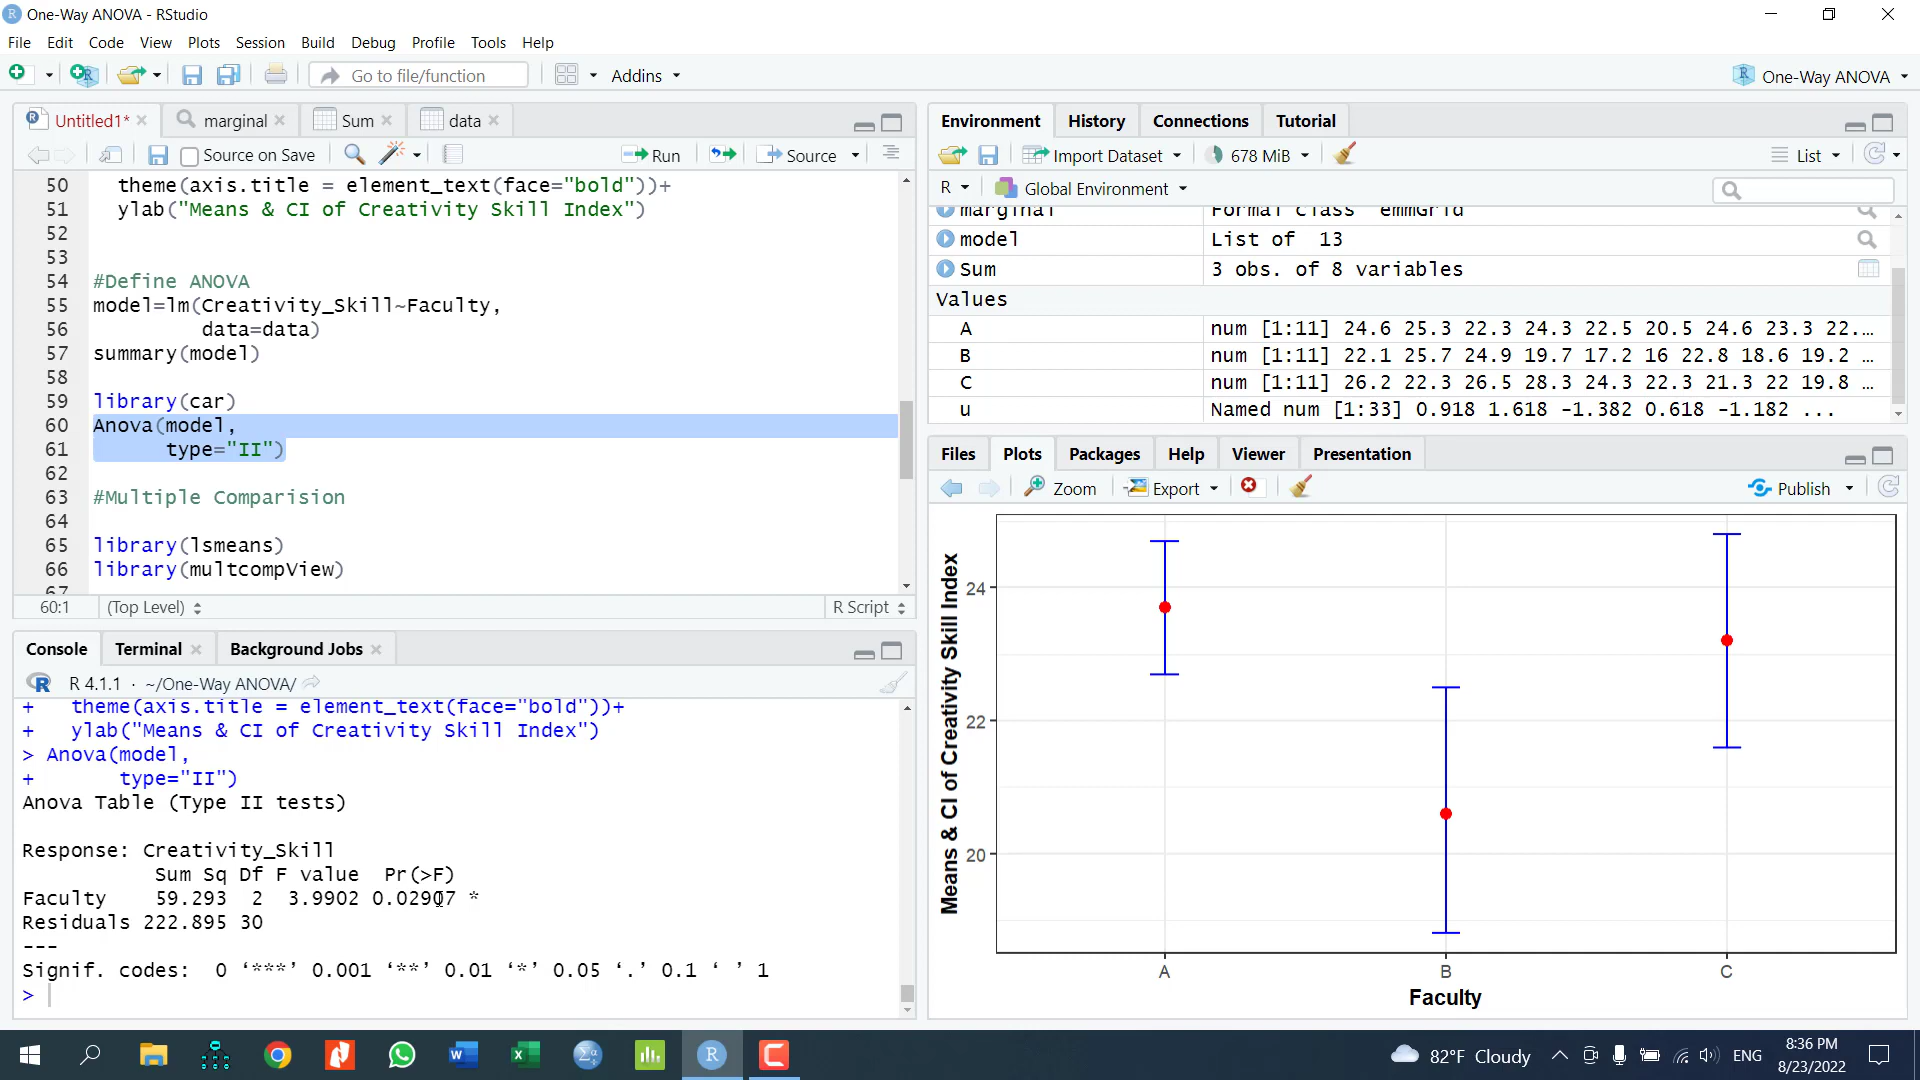 One-Way ANOVA - RStudio
File Edit Code View Plots Session Build Debug Profile Tools Help
Go to file/function Addins One-Way ANOVA
Untitled1* marginal Sum data
Source on Save Run Source
50 theme(axis.title = element_text(face="bold"))+
51 ylab("Means & CI of Creativity Skill Index")
52
53
54 #Define ANOVA
55 model=lm(Creativity_Skill~Faculty,
56 data=data)
57 summary(model)
58
59 library(car)
60 Anova(model,
61 type="II")
62
63 #Multiple Comparision
64
65 library(lsmeans)
66 library(multcompView)
67
60:1 (Top Level) R Script
Console Terminal Background Jobs
R 4.1.1 · ~/One-Way ANOVA/
+ theme(axis.title = element_text(face="bold"))+
+ ylab("Means & CI of Creativity Skill Index")
> Anova(model,
+ type="II")
Anova Table (Type II tests)
Response: Creativity_Skill
Sum Sq Df F value Pr(>F)
Faculty 59.293 2 3.9902 0.02907 *
Residuals 222.895 30
---
Signif. codes: 0 ‘***’ 0.001 ‘**’ 0.01 ‘*’ 0.05 ‘.’ 0.1 ‘ ’ 1
>
Environment History Connections Tutorial
Import Dataset 678 MiB List
R Global Environment
marginal Formal class emmGrid
model List of 13
Sum 3 obs. of 8 variables
Values
A num [1:11] 24.6 25.3 22.3 24.3 22.5 20.5 24.6 23.3 22.…
B num [1:11] 22.1 25.7 24.9 19.7 17.2 16 22.8 18.6 19.2 …
C num [1:11] 26.2 22.3 26.5 28.3 24.3 22.3 21.3 22 19.8 …
u Named num [1:33] 0.918 1.618 -1.382 0.618 -1.182 ...
Files Plots Packages Help Viewer Presentation
Zoom Export Publish
Means & CI of Creativity Skill Index
24
22
20
A B C
Faculty
82°F Cloudy ENG 8:36 PM
8/23/2022